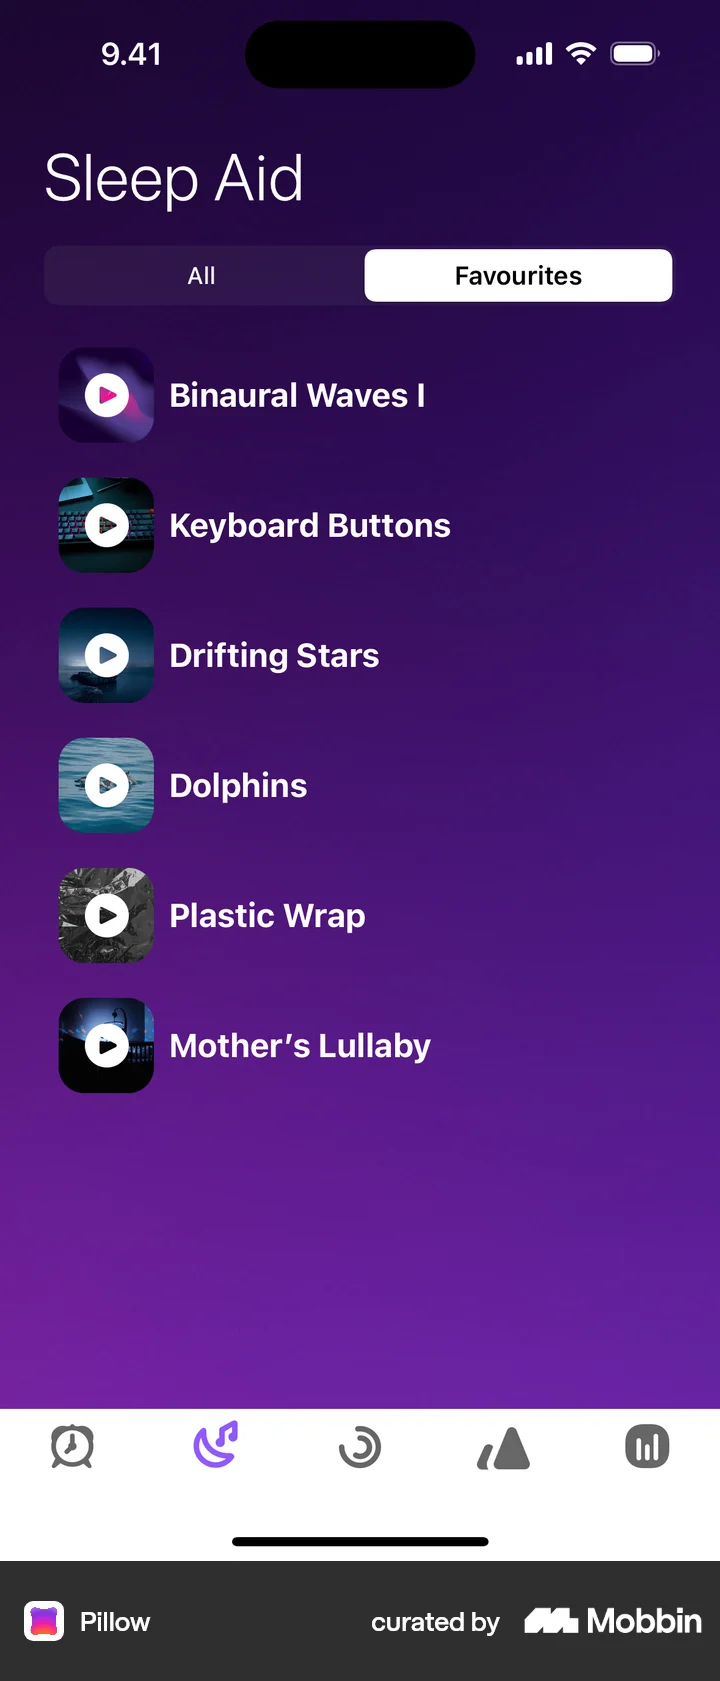 9.41
Sleep Aid
All
Favourites
Binaural Waves I
Keyboard Buttons
Drifting Stars
Dolphins
Plastic Wrap
Mother’s Lullaby
Pillow
curated by
Mobbin